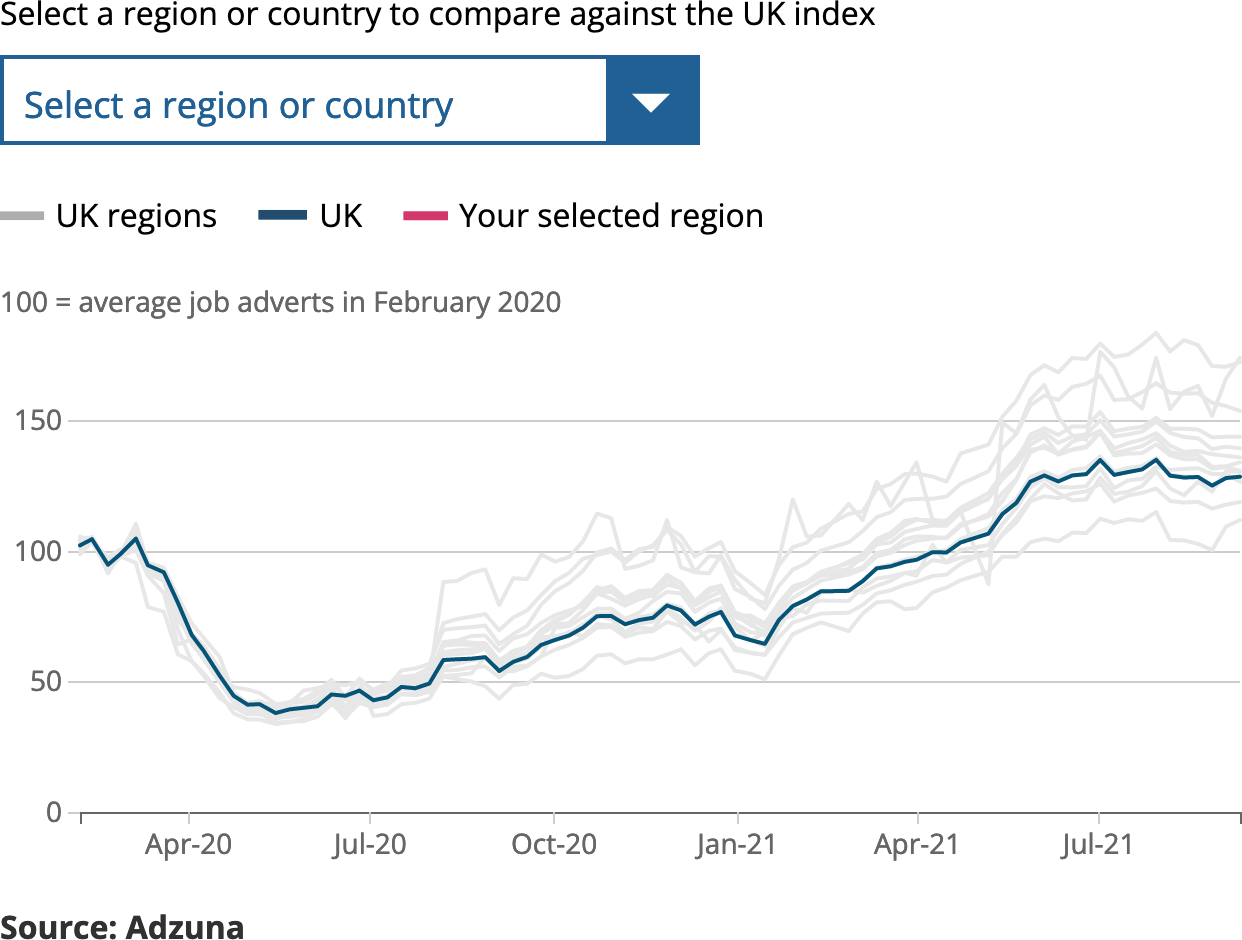 Select a region or country to compare against the UK index
Select a region or country
UK regions UK Your selected region
100 = average job adverts in February 2020
150
100
50
0
Apr-20 Jul-20 Oct-20 Jan-21 Apr-21 Jul-21
Source: Adzuna